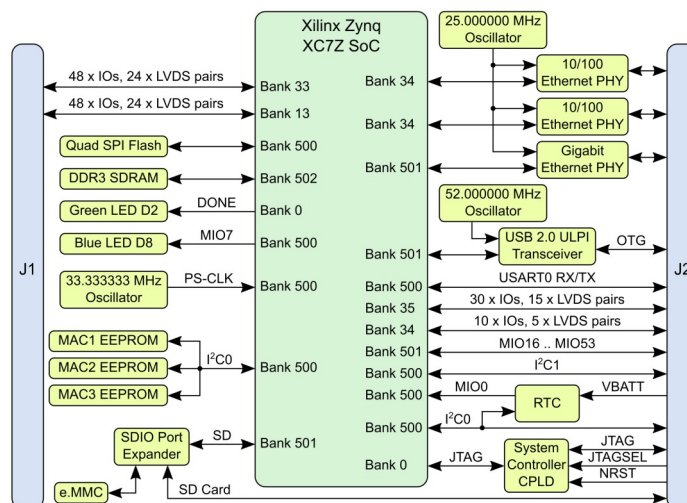 Xilinx Zynq
XC7Z SoC
25.000000 MHz
Oscillator
10/100
Ethernet PHY
48 x IOs, 24 x LVDS pairs
Bank 33
Bank 34
48 x IOs, 24 x LVDS pairs
Bank 13
10/100
Ethernet PHY
Bank 34
Quad SPI Flash
Bank 500
Gigabit
Ethernet PHY
Bank 501
DDR3 SDRAM
Bank 502
52.000000 MHz
Oscillator
Green LED D2
DONE
Bank 0
Blue LED D8
MIO7
Bank 500
Bank 501
USB 2.0 ULPI
Transceiver
OTG
J1
J2
33.333333 MHz
Oscillator
PS-CLK
Bank 500
Bank 500
USART0 RX/TX
Bank 35
30 x IOs, 15 x LVDS pairs
Bank 34
10 x IOs, 5 x LVDS pairs
MAC1 EEPROM
MAC2 EEPROM
MAC3 EEPROM
I²C0
Bank 500
Bank 501
MIO16 .. MIO53
Bank 500
I²C1
Bank 500
MIO0
RTC
VBATT
Bank 500
I²C0
SDIO Port
Expander
SD
Bank 501
Bank 0
JTAG
System
Controller
CPLD
JTAG
JTAGSEL
NRST
e.MMC
SD Card